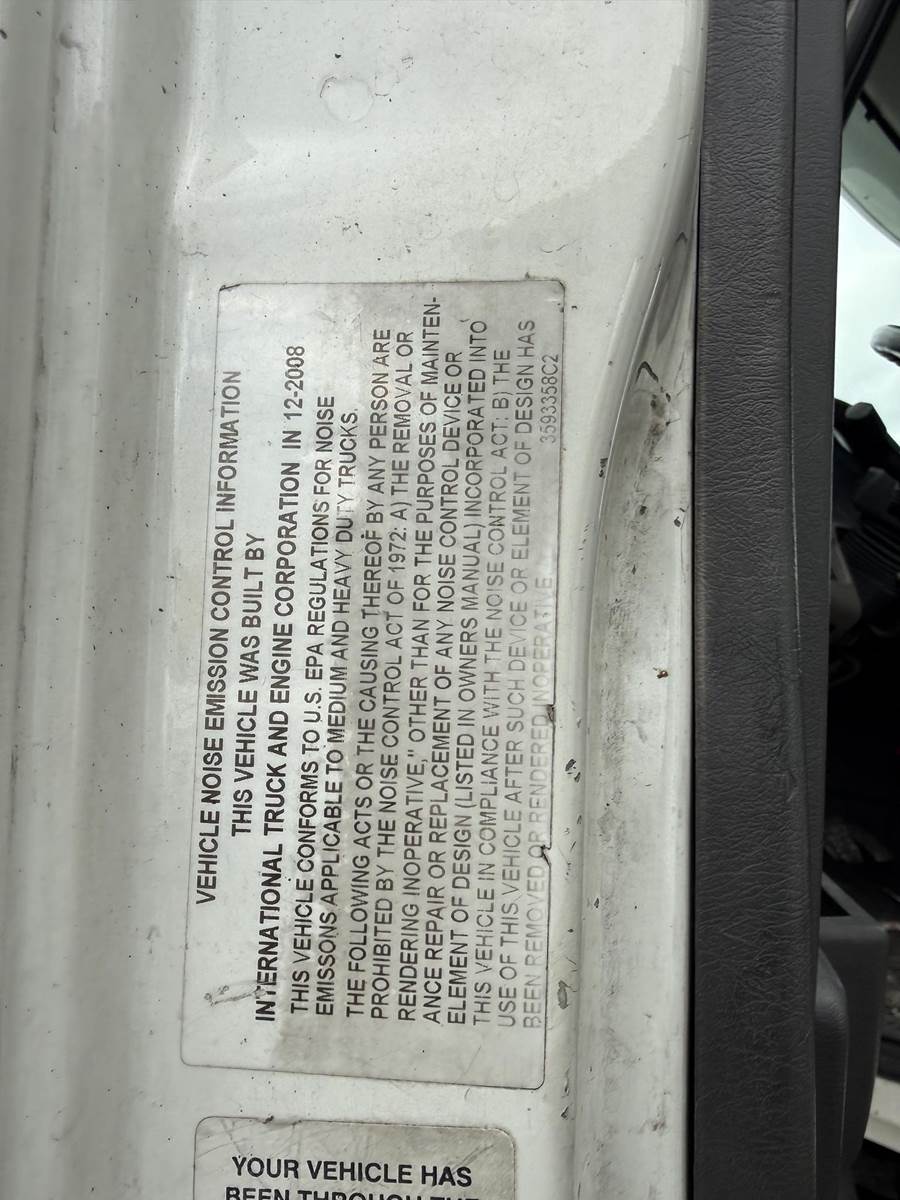 VEHICLE NOISE EMISSION CONTROL INFORMATION
THIS VEHICLE WAS BUILT BY
INTERNATIONAL TRUCK AND ENGINE CORPORATION IN 12-2008
THIS VEHICLE CONFORMS TO U.S. EPA REGULATIONS FOR NOISE
EMISSONS APPLICABLE TO MEDIUM AND HEAVY DUTY TRUCKS.
THE FOLLOWING ACTS OR THE CAUSING THEREOF BY ANY PERSON ARE
PROHIBITED BY THE NOISE CONTROL ACT OF 1972: A) THE REMOVAL OR
RENDERING INOPERATIVE," OTHER THAN FOR THE PURPOSES OF MAINTEN-
ANCE REPAIR OR REPLACEMENT OF ANY NOISE CONTROL DEVICE OR
ELEMENT OF DESIGN (LISTED IN OWNERS MANUAL) INCORPORATED INTO
THIS VEHICLE IN COMPLIANCE WITH THE NOISE CONTROL ACT: B) THE
USE OF THIS VEHICLE AFTER SUCH DEVICE OR ELEMENT OF DESIGN HAS
BEEN REMOVED OR RENDERED INOPERATIVE
3593358C2
YOUR VEHICLE HAS
BEEN THROUGH THE